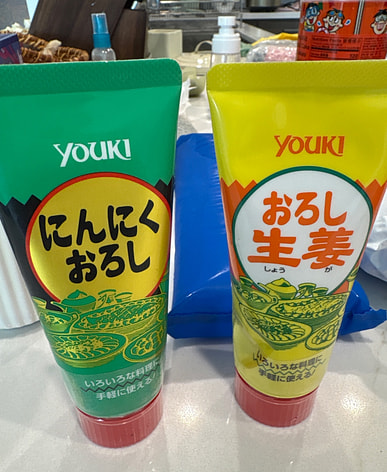 YOUKI
にんにく
おろし
いろいろな料理に
手軽に使える!
YOUKI
おろし
生姜
しょう が
いろいろな料理に
手軽に使える!